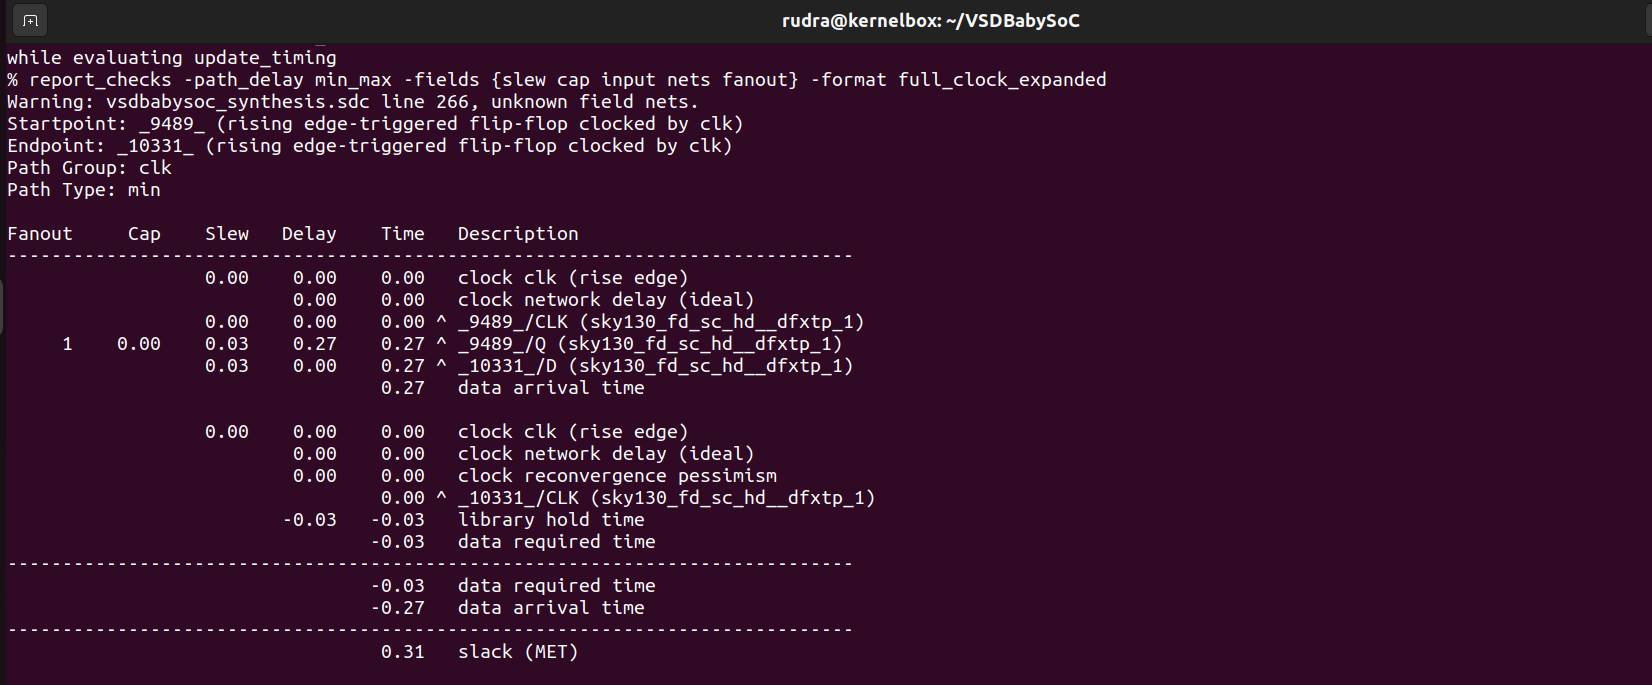 rudra@kernelbox: ~/VSDBabySoC
while evaluating update_timing
% report_checks -path_delay min_max -fields {slew cap input nets fanout} -format full_clock_expanded
Warning: vsdbabysoc_synthesis.sdc line 266, unknown field nets.
Startpoint: _9489_ (rising edge-triggered flip-flop clocked by clk)
Endpoint: _10331_ (rising edge-triggered flip-flop clocked by clk)
Path Group: clk
Path Type: min
Fanout     Cap    Slew   Delay    Time   Description
-----------------------------------------------------------------------------
                  0.00    0.00    0.00   clock clk (rise edge)
                          0.00    0.00   clock network delay (ideal)
                  0.00    0.00    0.00 ^ _9489_/CLK (sky130_fd_sc_hd__dfxtp_1)
     1    0.00    0.03    0.27    0.27 ^ _9489_/Q (sky130_fd_sc_hd__dfxtp_1)
                  0.03    0.00    0.27 ^ _10331_/D (sky130_fd_sc_hd__dfxtp_1)
                                  0.27   data arrival time
                  0.00    0.00    0.00   clock clk (rise edge)
                          0.00    0.00   clock network delay (ideal)
                          0.00    0.00   clock reconvergence pessimism
                                  0.00 ^ _10331_/CLK (sky130_fd_sc_hd__dfxtp_1)
                         -0.03   -0.03   library hold time
                                 -0.03   data required time
-----------------------------------------------------------------------------
                                 -0.03   data required time
                                 -0.27   data arrival time
-----------------------------------------------------------------------------
                                  0.31   slack (MET)